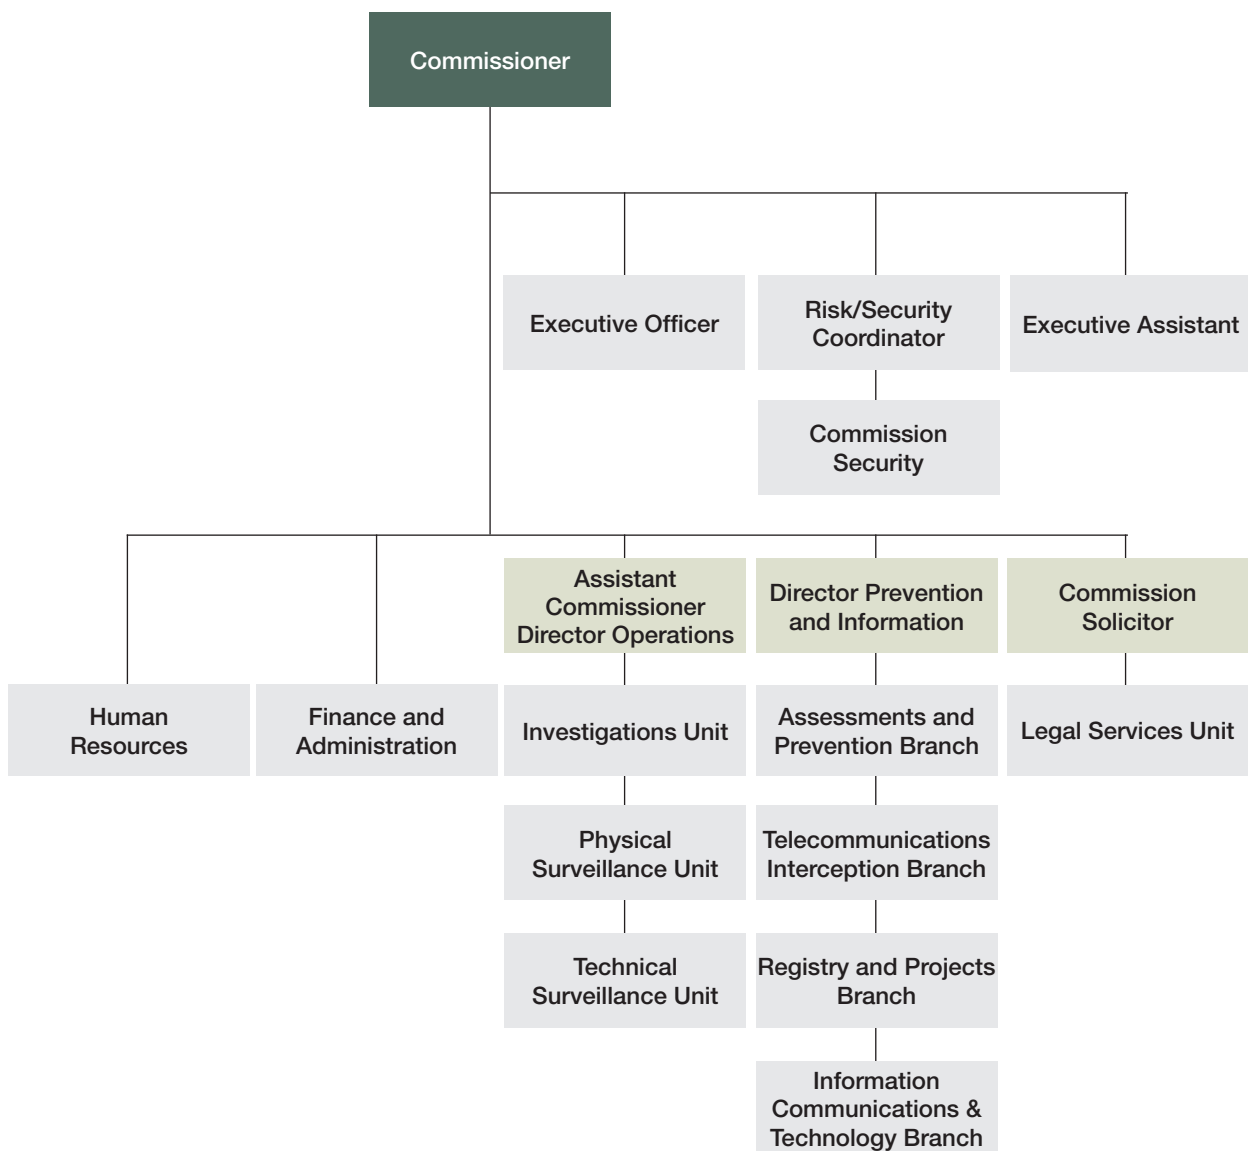 Commissioner
Executive Officer
Risk/Security
Coordinator
Executive Assistant
Commission
Security
Assistant
Commissioner
Director Operations
Director Prevention
and Information
Commission
Solicitor
Human
Resources
Finance and
Administration
Investigations Unit
Assessments and
Prevention Branch
Legal Services Unit
Physical
Surveillance Unit
Telecommunications
Interception Branch
Technical
Surveillance Unit
Registry and Projects
Branch
Information
Communications &
Technology Branch